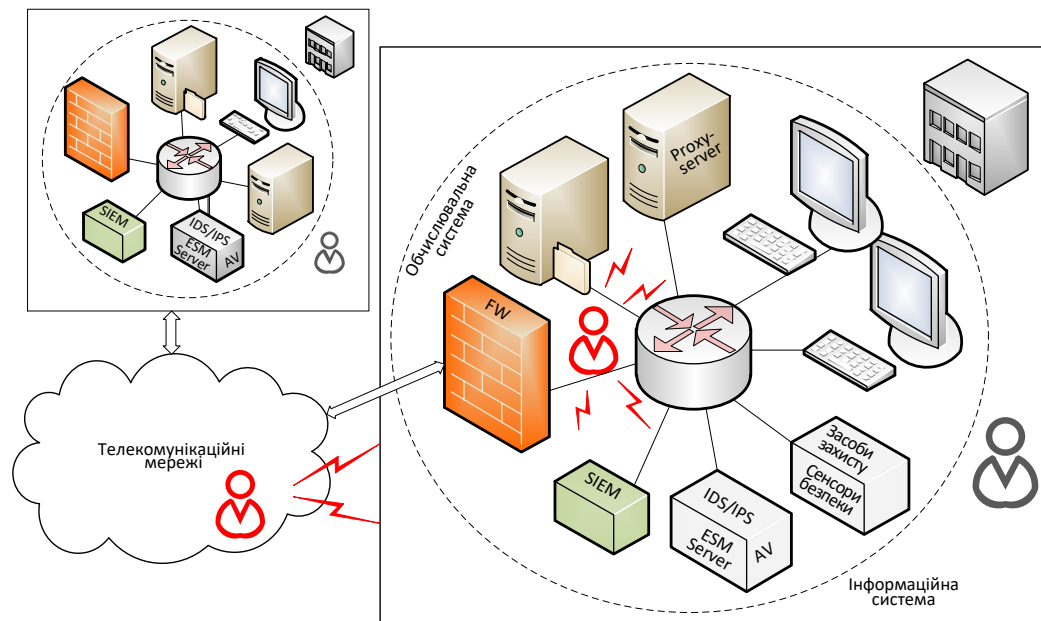 SIEM
IDS/IPS
ESM
Server
AV
Телекомунікаційні
мережі
Обчислювальна
система
Proxy-
server
FW
SIEM
IDS/IPS
ESM
Server
AV
Засоби
захисту
Сенсори
безпеки
Інформаційна
система